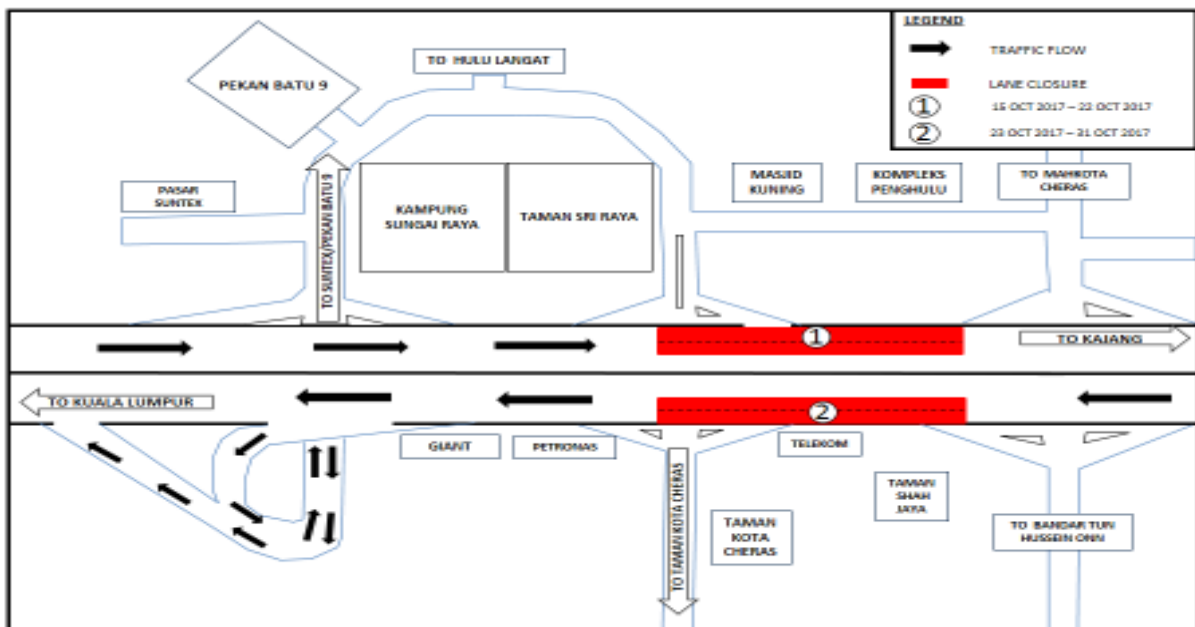 LEGEND
TRAFFIC FLOW
LANE CLOSURE
1
15 OCT 2017 – 22 OCT 2017
2
23 OCT 2017 – 31 OCT 2017
TO HULU LANGAT
PEKAN BATU 9
PASAR
SUNTEX
TO SUNTEX/PEKAN BATU 9
KAMPUNG
SUNGAI RAYA
TAMAN SRI RAYA
MASJID
KUNING
KOMPLEKS
PENGHULU
TO MAHKOTA
CHERAS
1
TO KAJANG
TO KUALA LUMPUR
2
GIANT
PETRONAS
TELEKOM
TO TAMAN KOTA CHERAS
TAMAN
KOTA
CHERAS
TAMAN
SHAH
JAYA
TO BANDAR TUN
HUSSEIN ONN